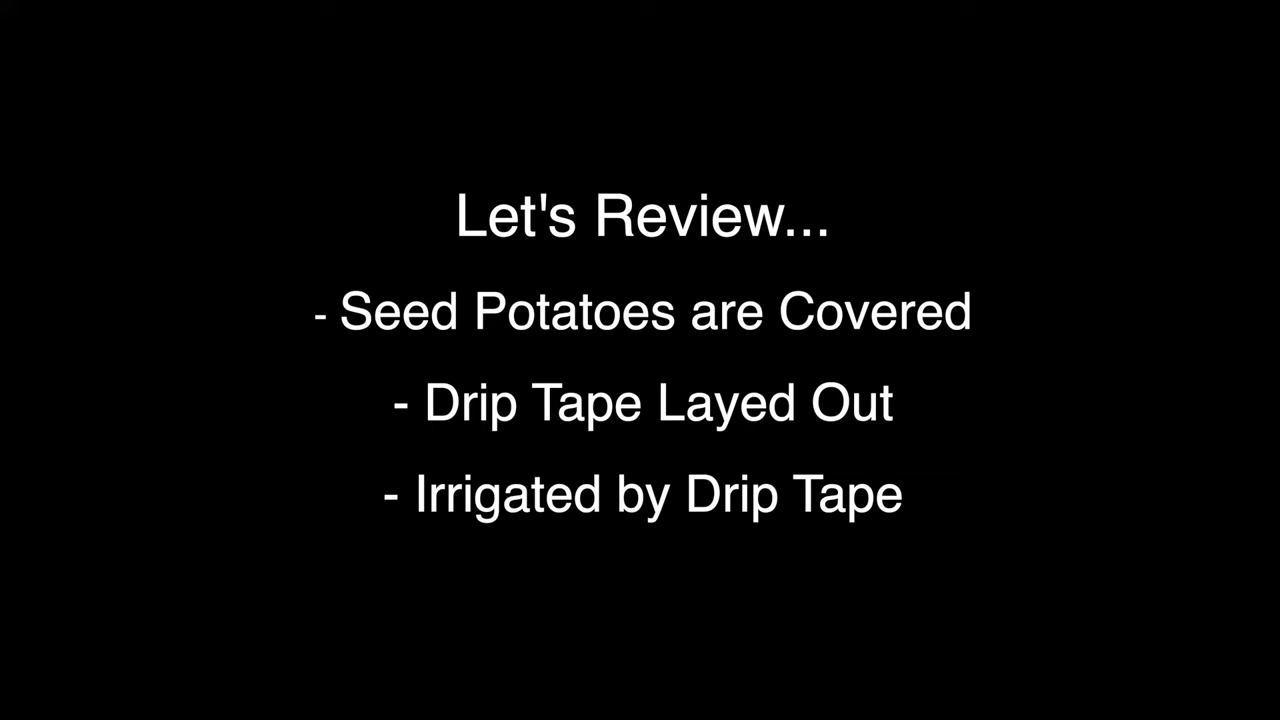 Let's Review...
- Seed Potatoes are Covered
- Drip Tape Layed Out
- Irrigated by Drip Tape